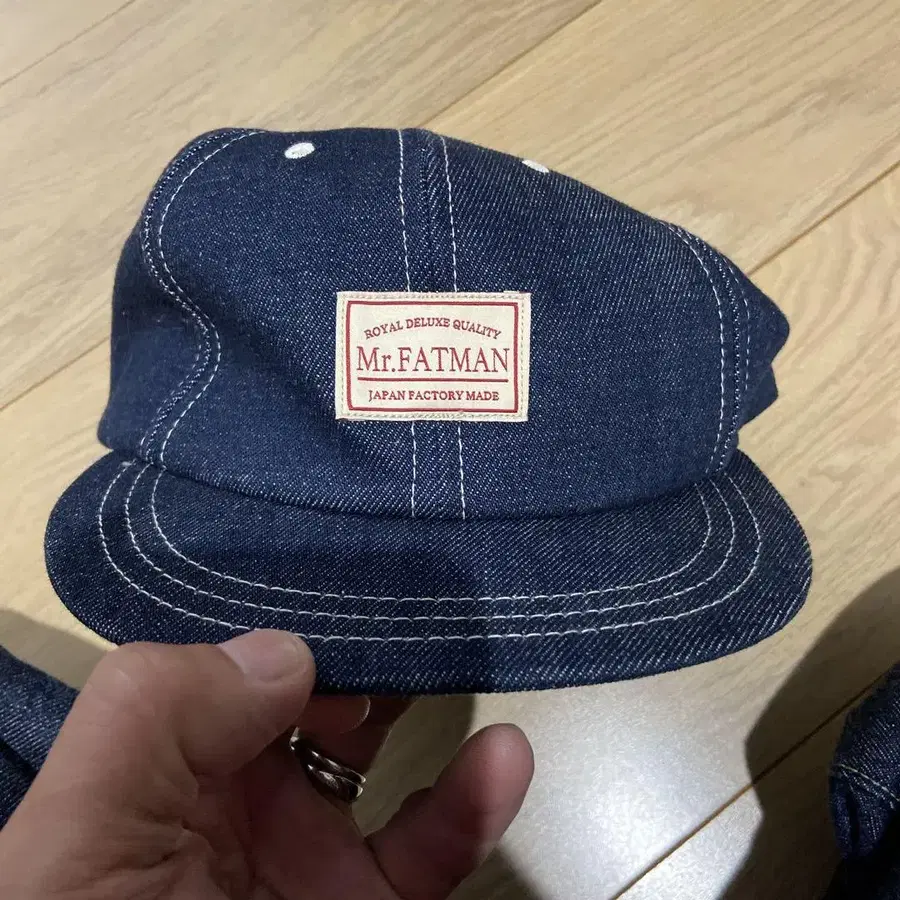 ROYAL DELUXE QUALITY
Mr.FATMAN
JAPAN FACTORY MADE